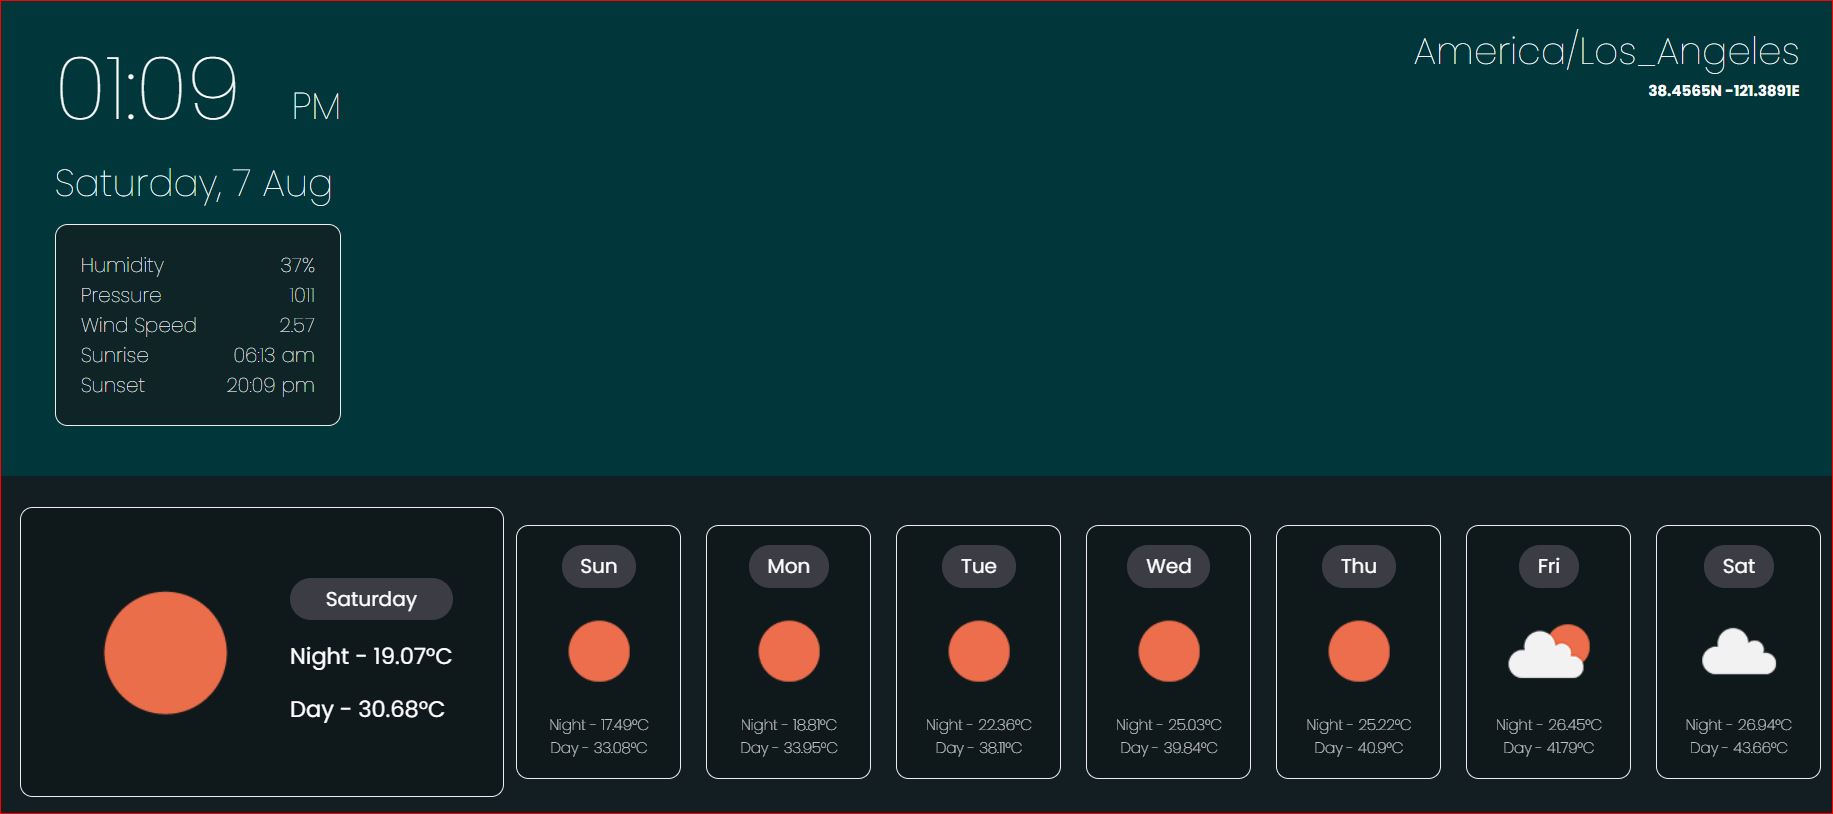 01:09 PM
America/Los_Angeles
38.4565N -121.3891E
Saturday, 7 Aug
Humidity 37%
Pressure 1011
Wind Speed 2.57
Sunrise 06:13 am
Sunset 20:09 pm
Saturday
Night - 19.07°C
Day - 30.68°C
Sun
Night - 17.49°C
Day - 33.08°C
Mon
Night - 18.81°C
Day - 33.95°C
Tue
Night - 22.36°C
Day - 38.11°C
Wed
Night - 25.03°C
Day - 39.84°C
Thu
Night - 25.22°C
Day - 40.9°C
Fri
Night - 26.45°C
Day - 41.79°C
Sat
Night - 26.94°C
Day - 43.66°C